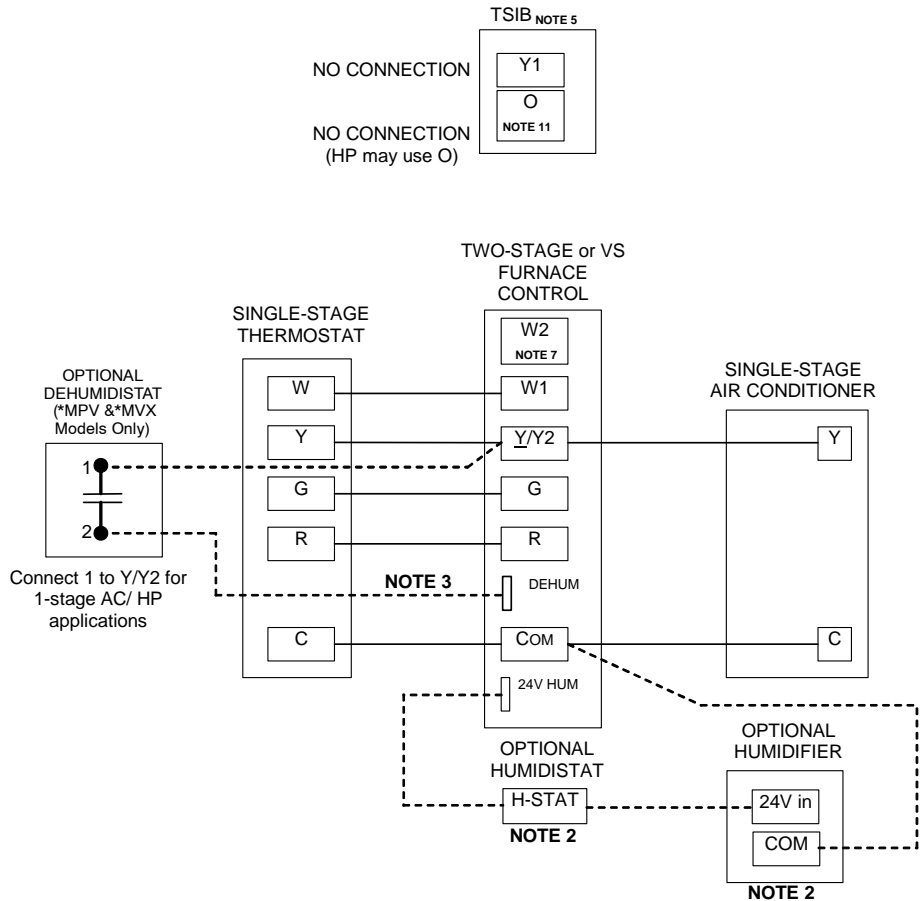 TSIB NOTE 5
NO CONNECTION
Y1
O
NOTE 11
NO CONNECTION
(HP may use O)
TWO-STAGE or VS
FURNACE
CONTROL
SINGLE-STAGE
THERMOSTAT
W2
NOTE 7
SINGLE-STAGE
AIR CONDITIONER
OPTIONAL
DEHUMIDISTAT
(*MPV &*MVX
Models Only)
W
W1
Y
Y/Y2
Y
1
G
G
2
R
R
Connect 1 to Y/Y2 for
1-stage AC/ HP
applications
NOTE 3
DEHUM
C
COM
C
24V HUM
OPTIONAL
HUMIDISTAT
H-STAT
NOTE 2
OPTIONAL
HUMIDIFIER
24V in
COM
NOTE 2